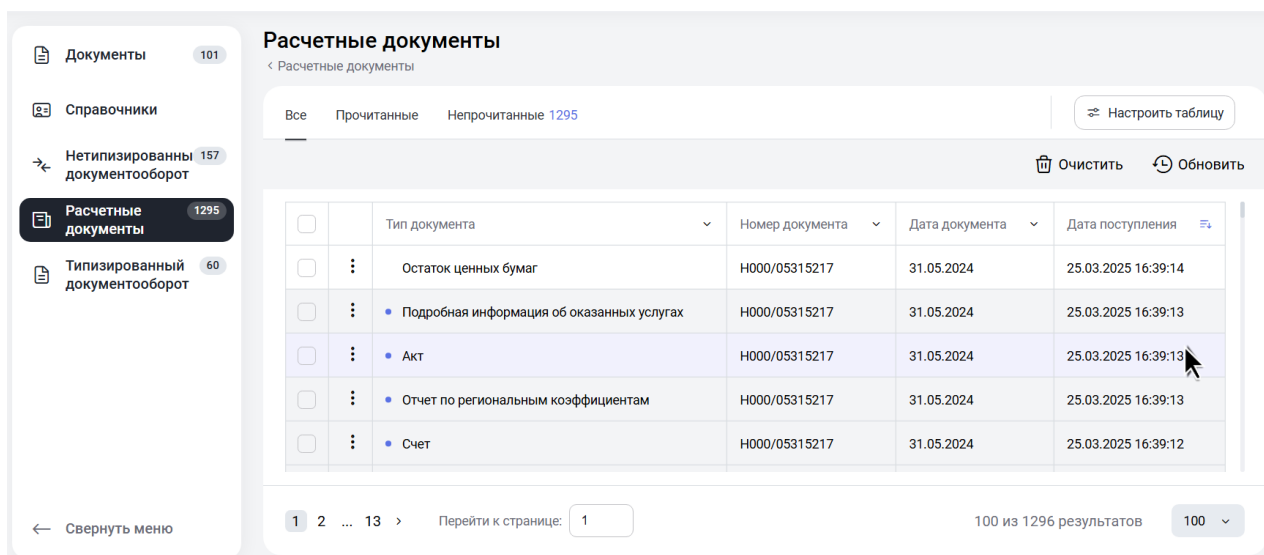 Документы 101
Справочники
Нетипизированны 157
документооборот
Расчетные 1295
документы
Типизированный 60
документооборот
Свернуть меню
Расчетные документы
Расчетные документы
Все Прочитанные Непрочитанные 1295
Настроить таблицу
Очистить Обновить
Тип документа Номер документа Дата документа Дата поступления
Остаток ценных бумаг Н000/05315217 31.05.2024 25.03.2025 16:39:14
Подробная информация об оказанных услугах Н000/05315217 31.05.2024 25.03.2025 16:39:13
Акт Н000/05315217 31.05.2024 25.03.2025 16:39:13
Отчет по региональным коэффициентам Н000/05315217 31.05.2024 25.03.2025 16:39:13
Счет Н000/05315217 31.05.2024 25.03.2025 16:39:12
1 2 ... 13 Перейти к странице: 1 100 из 1296 результатов 100